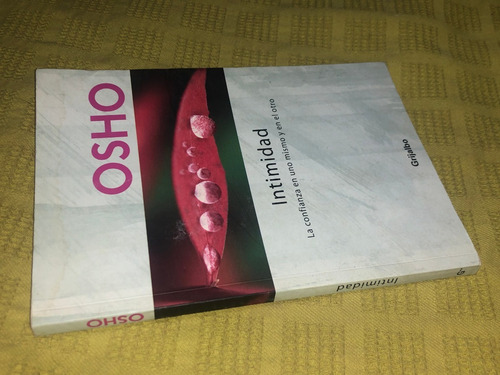 OSHO
Intimidad
La confianza en uno mismo y en el otro
Grijalbo
OSHO
Intimidad